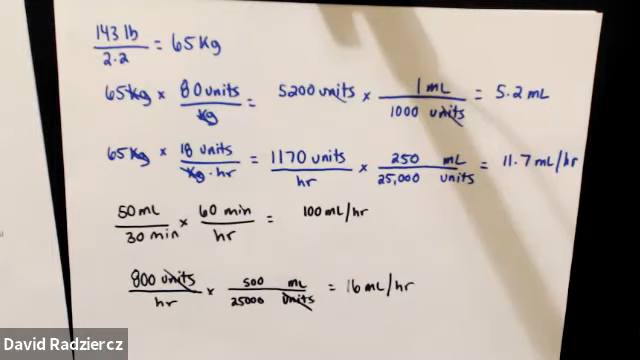 143 lb / 2.2 = 65 Kg
65 kg × 80 units / kg = 5200 units × 1 mL / 1000 units = 5.2 mL
65 kg × 18 units / kg · hr = 1170 units / hr × 250 mL / 25,000 units = 11.7 mL/hr
50 mL / 30 min × 60 min / hr = 100 mL/hr
800 units / hr × 500 mL / 25000 units = 16 mL/hr
David Radziercz